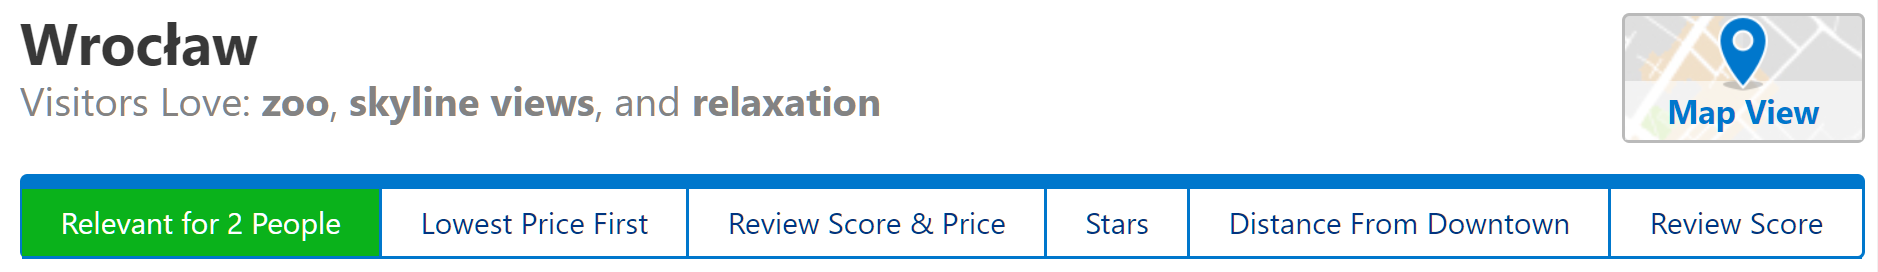 Wrocław
Visitors Love: zoo, skyline views, and relaxation
Map View
Relevant for 2 People
Lowest Price First
Review Score & Price
Stars
Distance From Downtown
Review Score